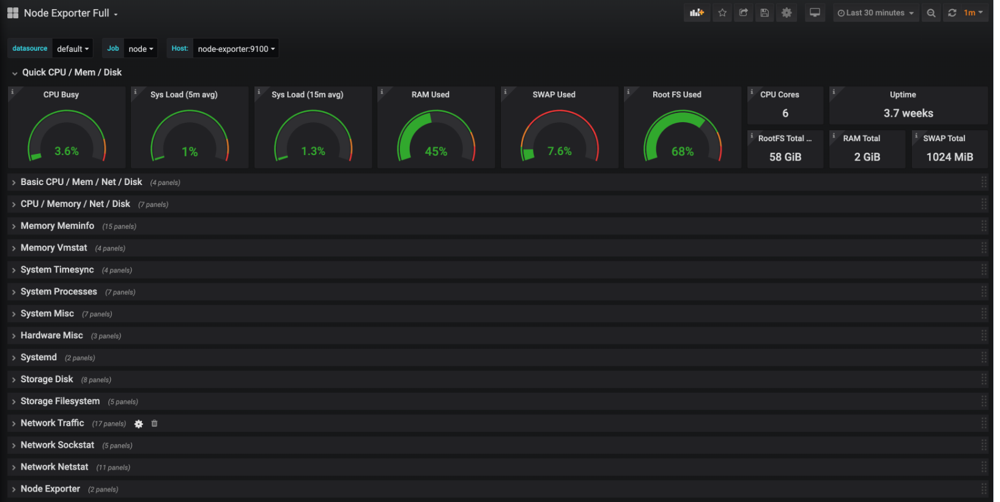 Node Exporter Full
Last 30 minutes
1m
datasource default
Job node
Host: node-exporter:9100
Quick CPU / Mem / Disk
CPU Busy
3.6%
Sys Load (5m avg)
1%
Sys Load (15m avg)
1.3%
RAM Used
45%
SWAP Used
7.6%
Root FS Used
68%
CPU Cores
6
Uptime
3.7 weeks
RootFS Total ...
58 GiB
RAM Total
2 GiB
SWAP Total
1024 MiB
Basic CPU / Mem / Net / Disk (4 panels)
CPU / Memory / Net / Disk (7 panels)
Memory Meminfo (15 panels)
Memory Vmstat (4 panels)
System Timesync (4 panels)
System Processes (7 panels)
System Misc (7 panels)
Hardware Misc (3 panels)
Systemd (2 panels)
Storage Disk (8 panels)
Storage Filesystem (5 panels)
Network Traffic (17 panels)
Network Sockstat (5 panels)
Network Netstat (11 panels)
Node Exporter (2 panels)